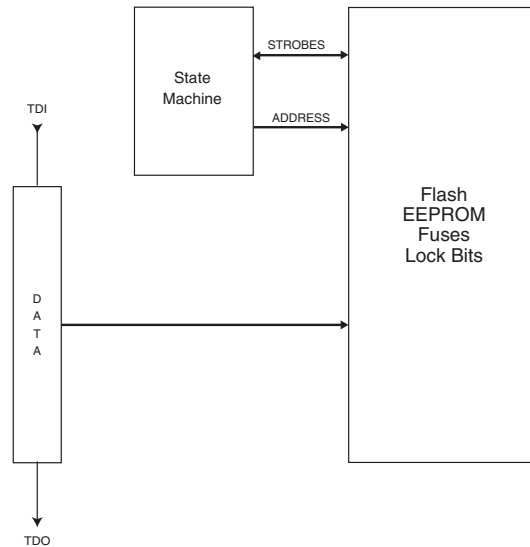 STROBES
State
Machine
ADDRESS
TDI
Flash
EEPROM
Fuses
Lock Bits
D
A
T
A
TDO